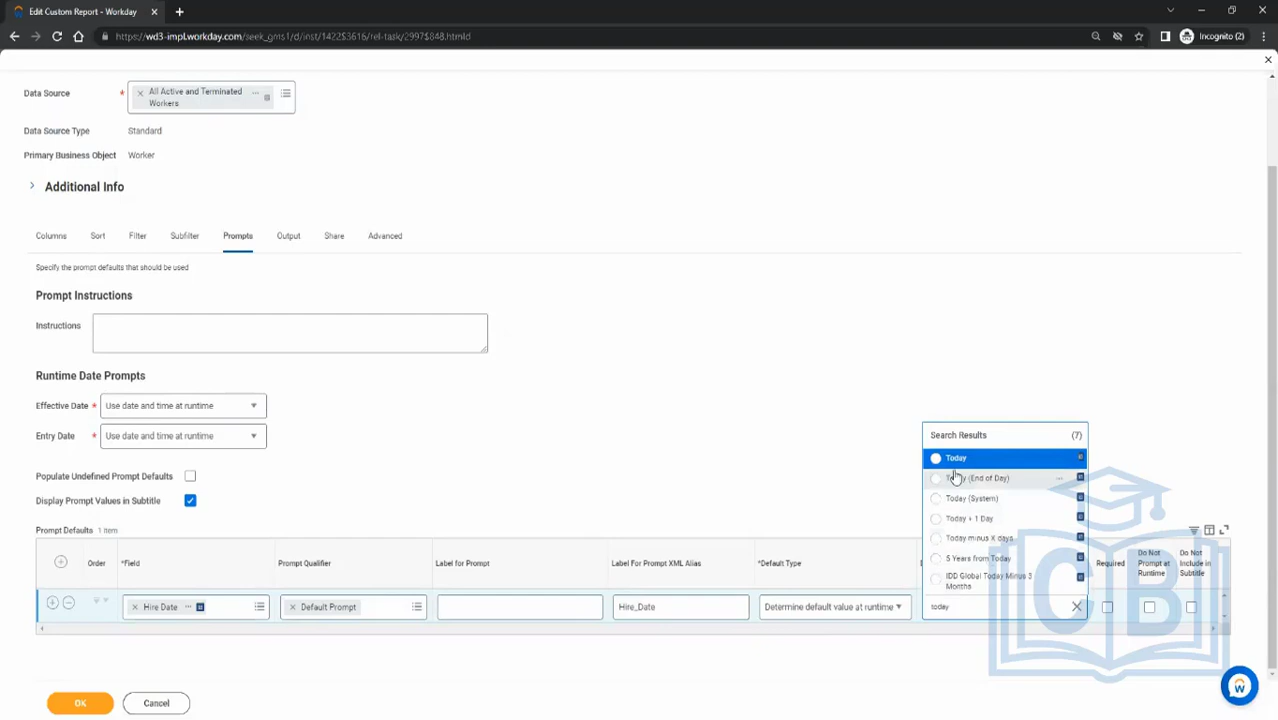 Edit Custom Report - Workday
https://wd3-impl.workday.com/seek_gms1/d/inst/1422$3616/rel-task/2997$848.htmld
Incognito (2)
Data Source * All Active and Terminated
Workers
Data Source Type Standard
Primary Business Object Worker
Additional Info
Columns Sort Filter Subfilter Prompts Output Share Advanced
Specify the prompt defaults that should be used
Prompt Instructions
Instructions
Runtime Date Prompts
Effective Date * Use date and time at runtime
Entry Date * Use date and time at runtime
Populate Undefined Prompt Defaults
Display Prompt Values in Subtitle
Search Results (7)
Today
(End of Day)
Today (System)
Today + 1 Day
Today minus X days
5 Years from Today
IDD Global Today Minus 3
Months
today
Prompt Defaults 1 item
Order *Field Prompt Qualifier Label for Prompt Label For Prompt XML Alias *Default Type Required Do Not
Prompt at
Runtime Do Not
Include in
Subtitle
Hire Date Default Prompt Hire_Date Determine default value at runtime
CB
OK Cancel